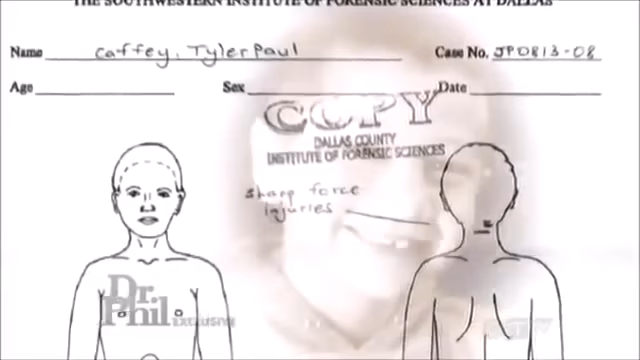 THE SOUTHWESTERN INSTITUTE OF FORENSIC SCIENCES AT DALLAS
Name Caffey, Tyler Paul Case No. JP0813-08
Age Sex Date
COPY
DALLAS COUNTY
INSTITUTE OF FORENSIC SCIENCES
sharp force
injuries
Dr.
Phil EXCLUSIVE